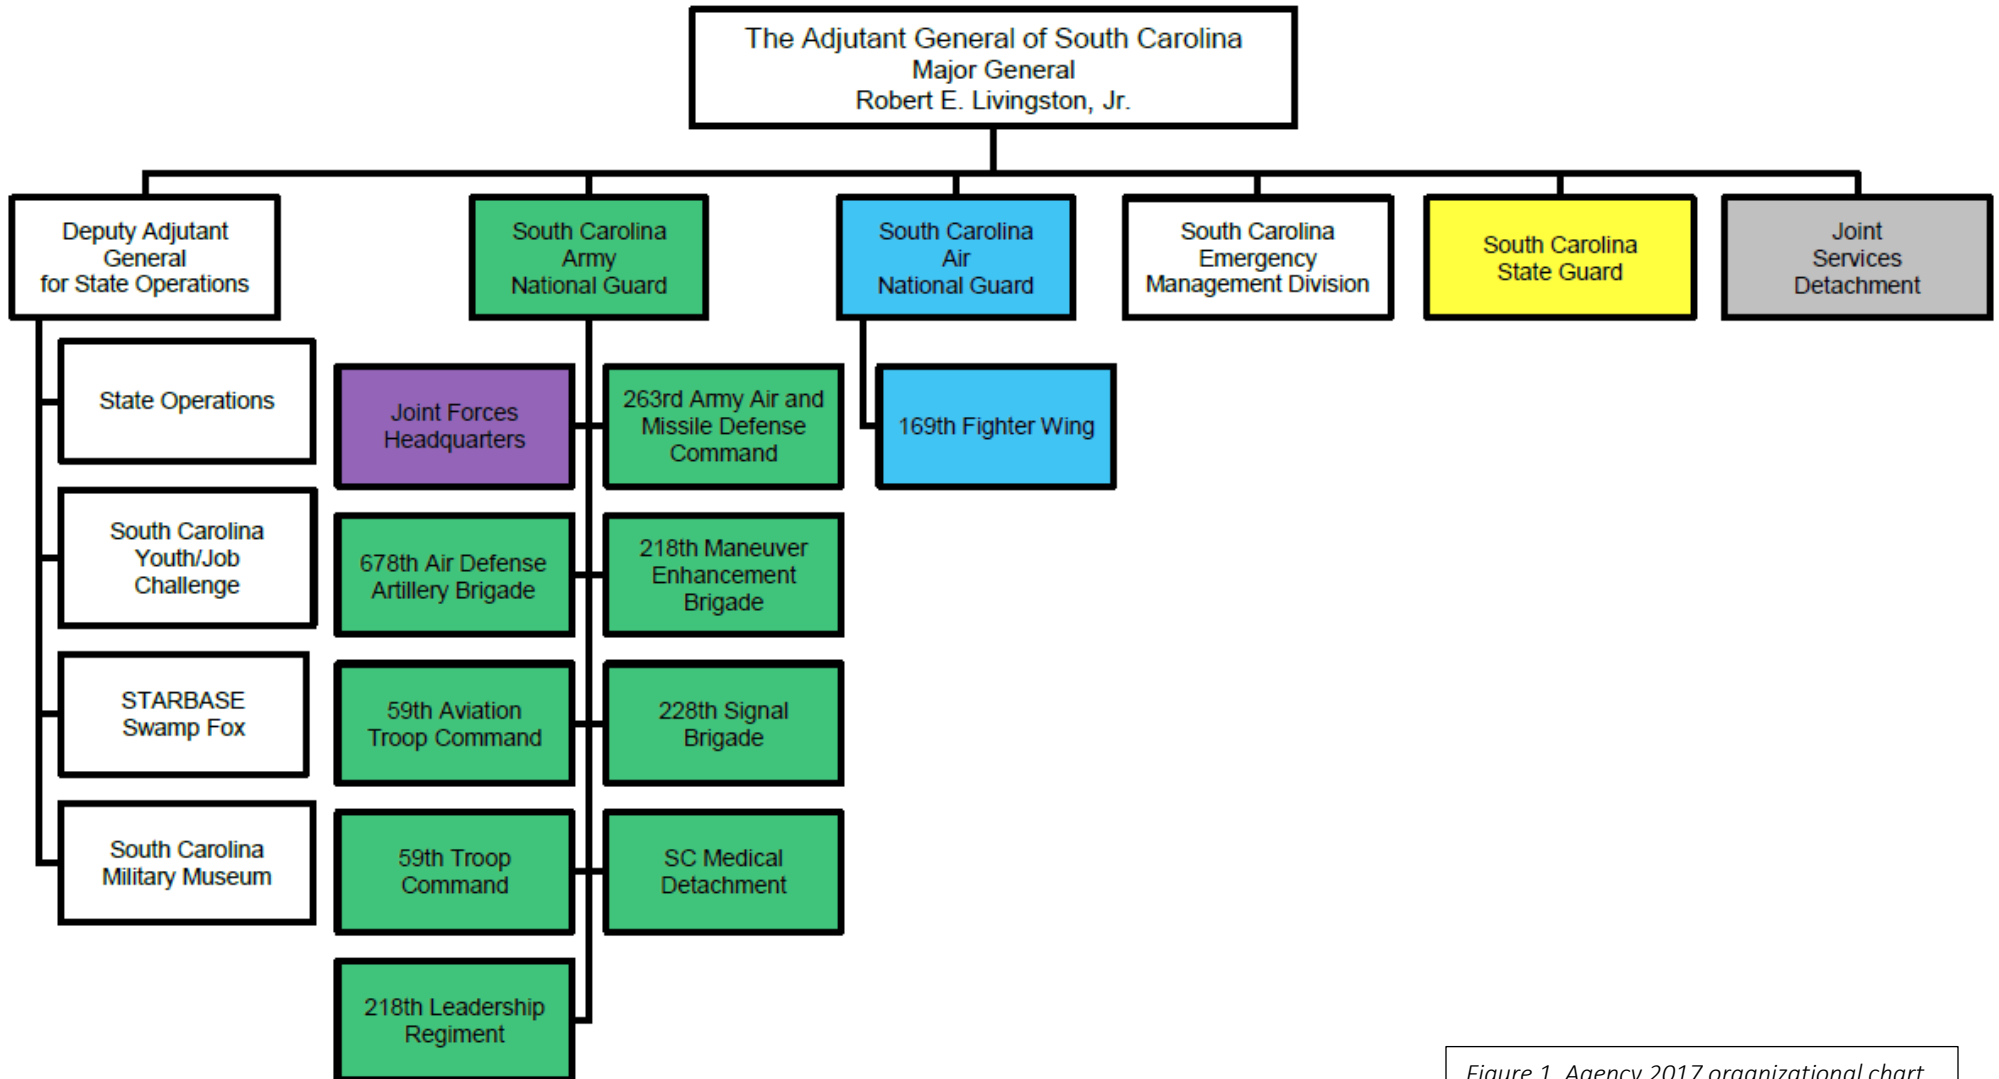 The Adjutant General of South Carolina
Major General
Robert E. Livingston, Jr.
Deputy Adjutant
General
for State Operations
South Carolina
Army
National Guard
South Carolina
Air
National Guard
South Carolina
Emergency
Management Division
South Carolina
State Guard
Joint
Services
Detachment
State Operations
South Carolina
Youth/Job
Challenge
STARBASE
Swamp Fox
South Carolina
Military Museum
Joint Forces
Headquarters
263rd Army Air and
Missile Defense
Command
678th Air Defense
Artillery Brigade
218th Maneuver
Enhancement
Brigade
59th Aviation
Troop Command
228th Signal
Brigade
59th Troop
Command
SC Medical
Detachment
218th Leadership
Regiment
169th Fighter Wing
Figure 1. Agency 2017 organizational chart